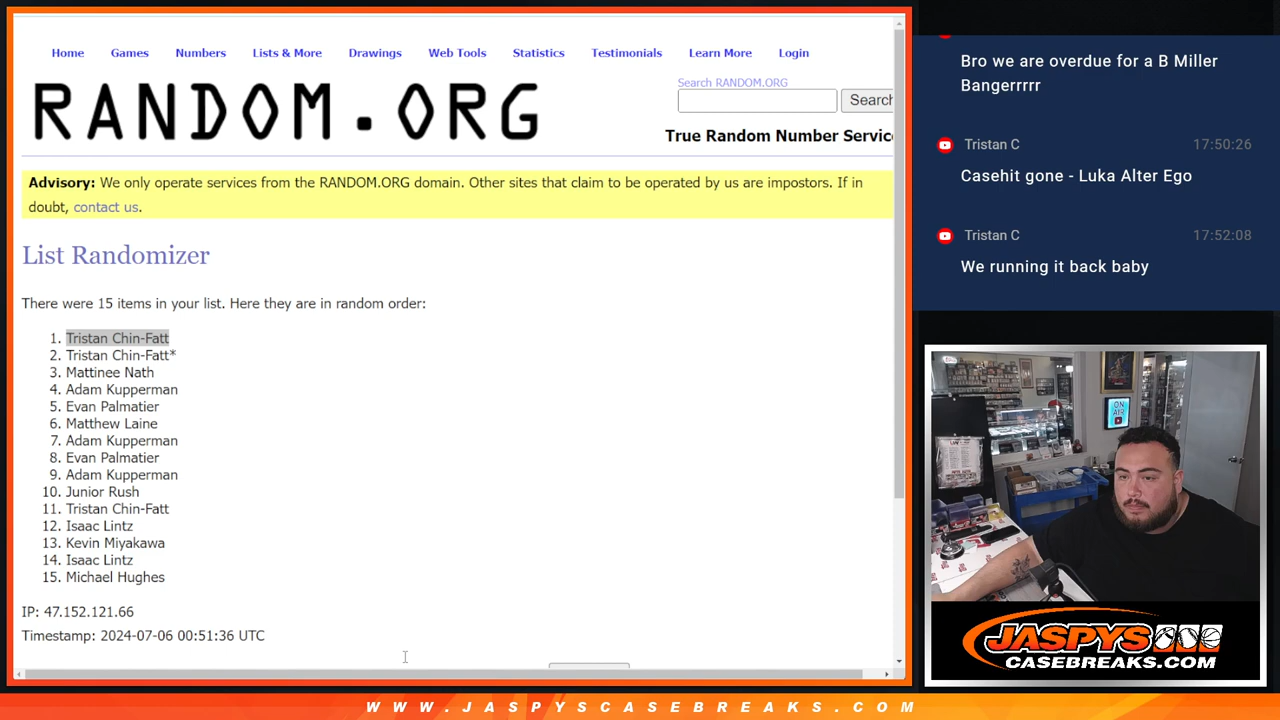 Home Games Numbers Lists & More Drawings Web Tools Statistics Testimonials Learn More Login
RANDOM.ORG
Search RANDOM.ORG
Search
True Random Number Servic
Advisory: We only operate services from the RANDOM.ORG domain. Other sites that claim to be operated by us are impostors. If in
doubt, contact us.
List Randomizer
There were 15 items in your list. Here they are in random order:
1. Tristan Chin-Fatt
2. Tristan Chin-Fatt*
3. Mattinee Nath
4. Adam Kupperman
5. Evan Palmatier
6. Matthew Laine
7. Adam Kupperman
8. Evan Palmatier
9. Adam Kupperman
10. Junior Rush
11. Tristan Chin-Fatt
12. Isaac Lintz
13. Kevin Miyakawa
14. Isaac Lintz
15. Michael Hughes
IP: 47.152.121.66
Timestamp: 2024-07-06 00:51:36 UTC
Bro we are overdue for a B Miller
Bangerrrrr
Tristan C 17:50:26
Casehit gone - Luka Alter Ego
Tristan C 17:52:08
We running it back baby
ON
AIR
JASPYS
CASEBREAKS.COM
WWW.JASPYSCASEBREAKS.COM